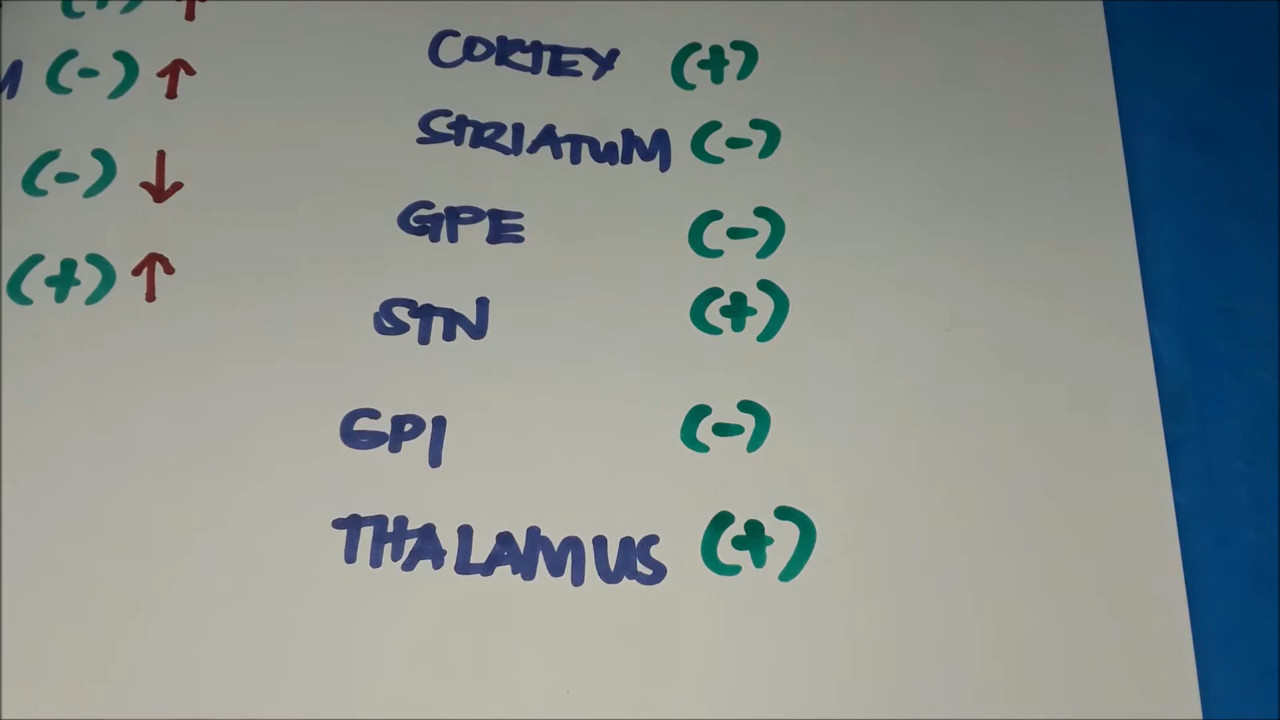 (+) ↑
M (-) ↑
(-) ↓
(+) ↑
CORTEX (+)
STRIATUM (-)
GPE (-)
STN (+)
GPI (-)
THALAMUS (+)